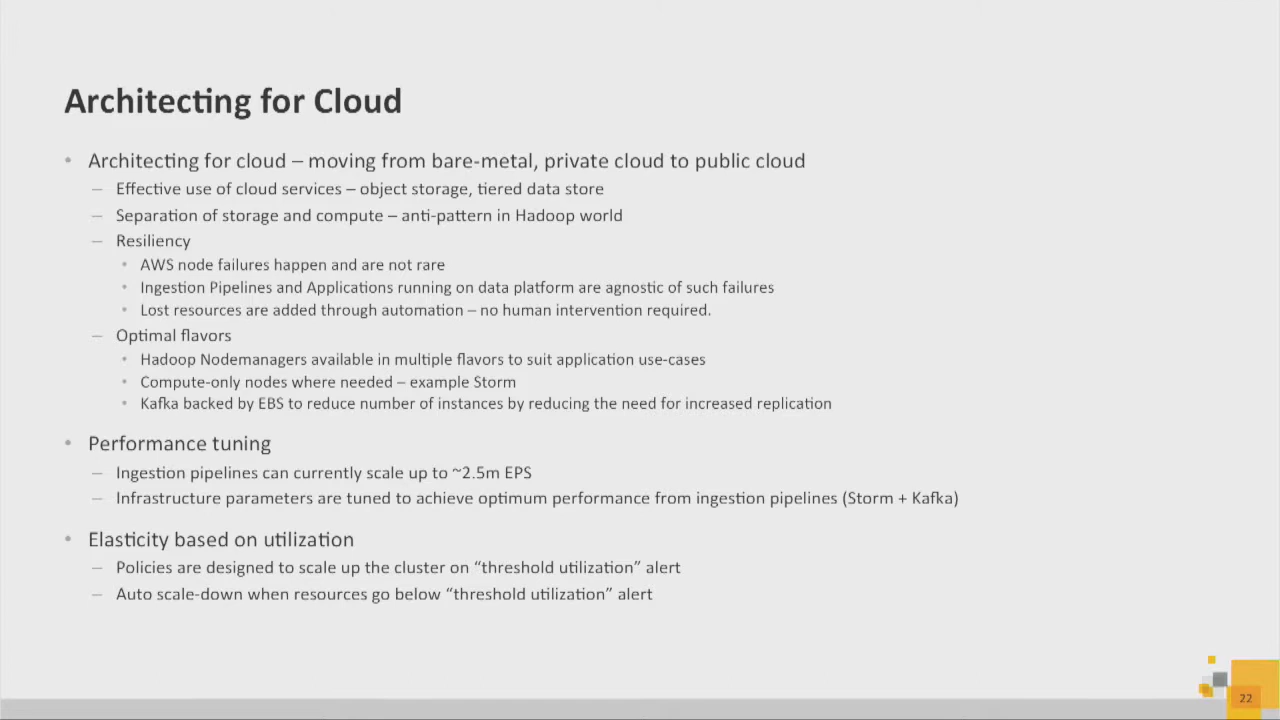 Architecting for Cloud
• Architecting for cloud – moving from bare-metal, private cloud to public cloud
– Effective use of cloud services – object storage, tiered data store
– Separation of storage and compute – anti-pattern in Hadoop world
– Resiliency
• AWS node failures happen and are not rare
• Ingestion Pipelines and Applications running on data platform are agnostic of such failures
• Lost resources are added through automation – no human intervention required.
– Optimal flavors
• Hadoop Nodemanagers available in multiple flavors to suit application use-cases
• Compute-only nodes where needed – example Storm
• Kafka backed by EBS to reduce number of instances by reducing the need for increased replication
• Performance tuning
– Ingestion pipelines can currently scale up to ~2.5m EPS
– Infrastructure parameters are tuned to achieve optimum performance from ingestion pipelines (Storm + Kafka)
• Elasticity based on utilization
– Policies are designed to scale up the cluster on “threshold utilization” alert
– Auto scale-down when resources go below “threshold utilization” alert
22